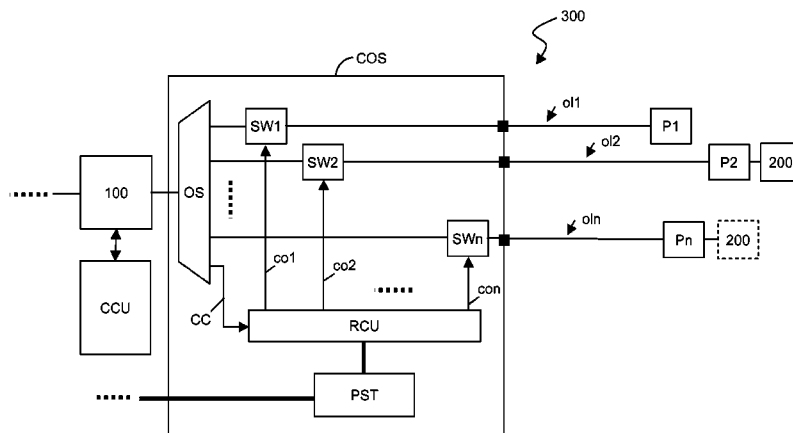 300
COS
ol1
SW1
P1
ol2
SW2
P2
200
100
OS
oln
SWn
Pn
200
co1
co2
con
CCU
CC
RCU
PST